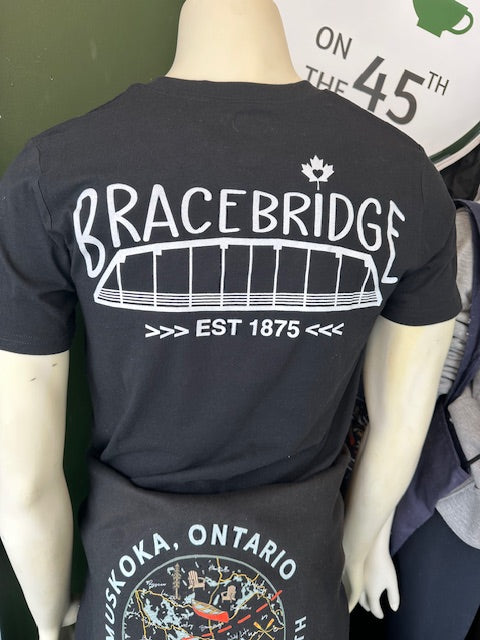 ON
THE 45TH
BRACEBRIDGE
>>> EST 1875 <<<
MUSKOKA, ONTARIO